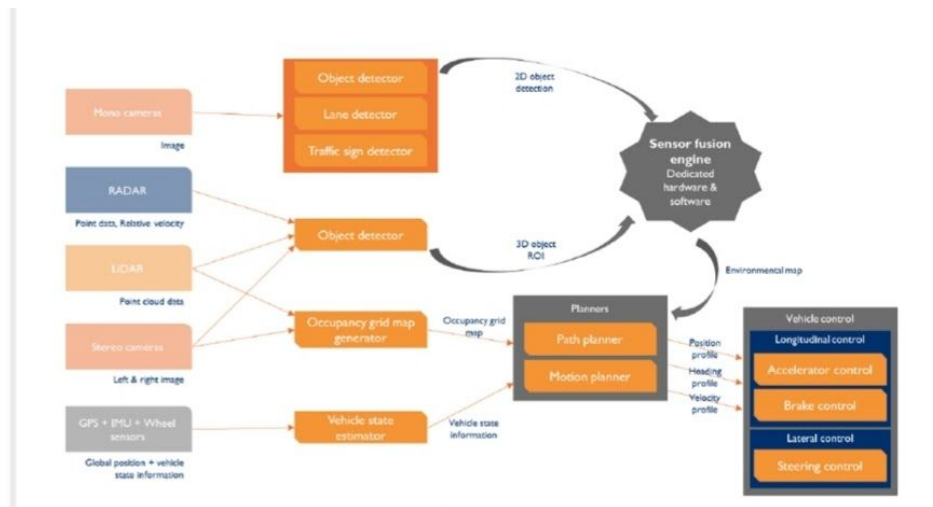 Object detector
Lane detector
Traffic sign detector
2D object
detection
Mono cameras
Image
Sensor fusion
engine
Dedicated
hardware &
software
RADAR
Point data, Relative velocity
Object detector
3D object
ROI
LiDAR
Point cloud data
Environmental map
Occupancy grid map
generator
Occupancy grid
map
Stereo cameras
Left & right image
Planners
Path planner
Motion planner
Position
profile
Heading
profile
Velocity
profile
Vehicle control
Longitudinal control
Accelerator control
Brake control
Lateral control
Steering control
GPS + IMU + Wheel
sensors
Global position + vehicle
state information
Vehicle state
estimator
Vehicle state
information